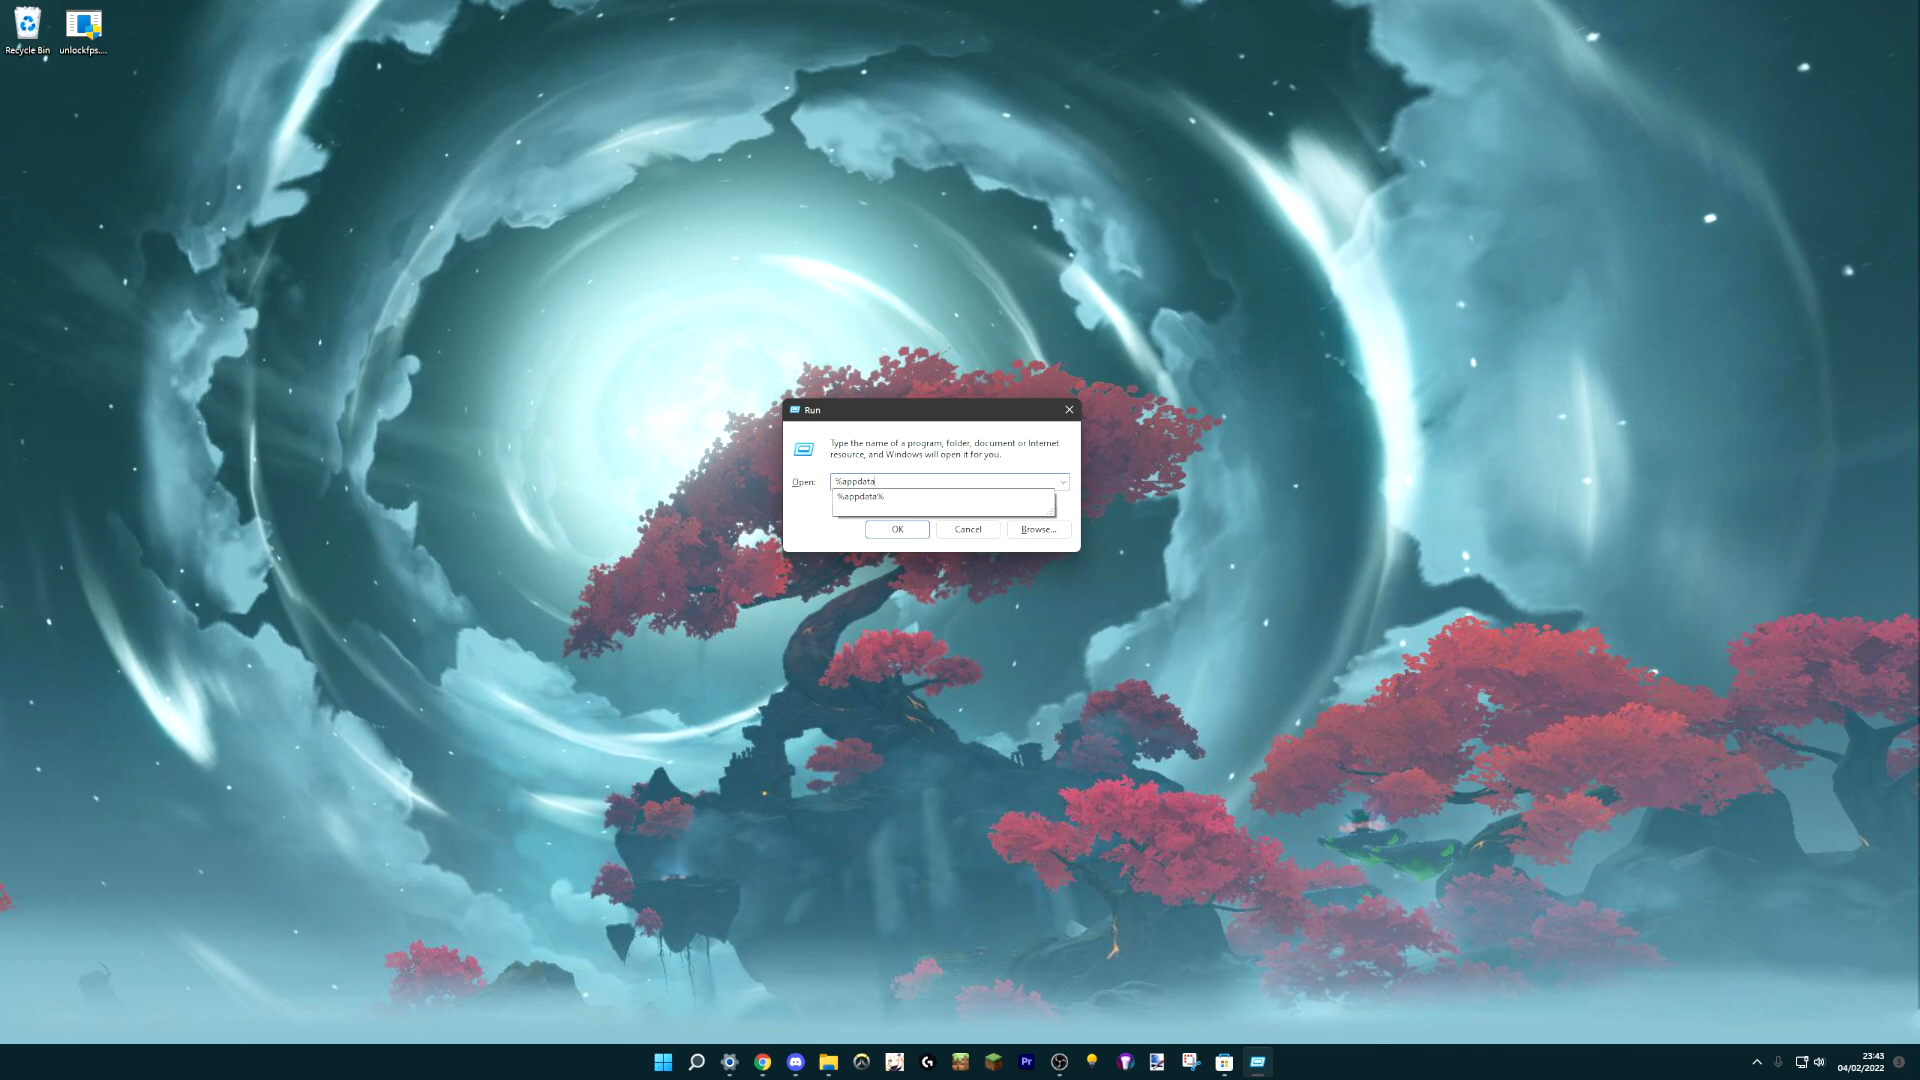 Recycle Bin
unlockfps....
Run
Type the name of a program, folder, document or Internet
resource, and Windows will open it for you.
Open:
%appdata
%appdata%
OK
Cancel
Browse...
Pr
23:43
04/02/2022
3